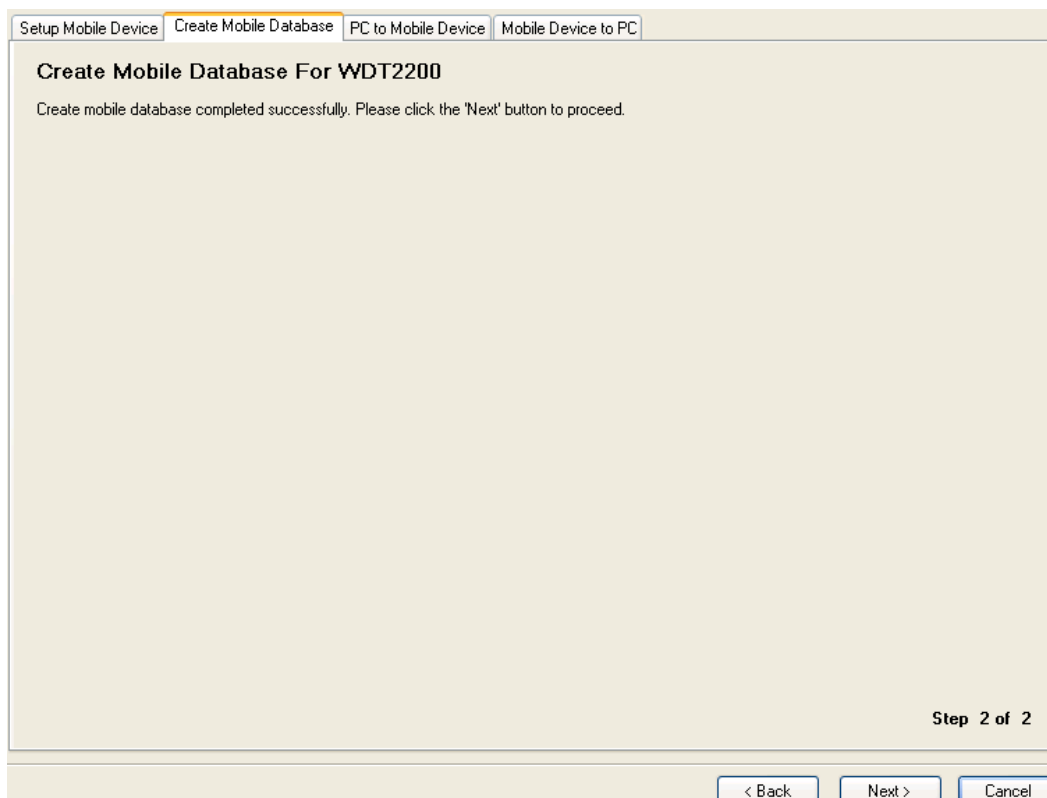 Setup Mobile Device Create Mobile Database PC to Mobile Device Mobile Device to PC
Create Mobile Database For WDT2200
Create mobile database completed successfully. Please click the 'Next' button to proceed.
Step 2 of 2
< Back Next > Cancel